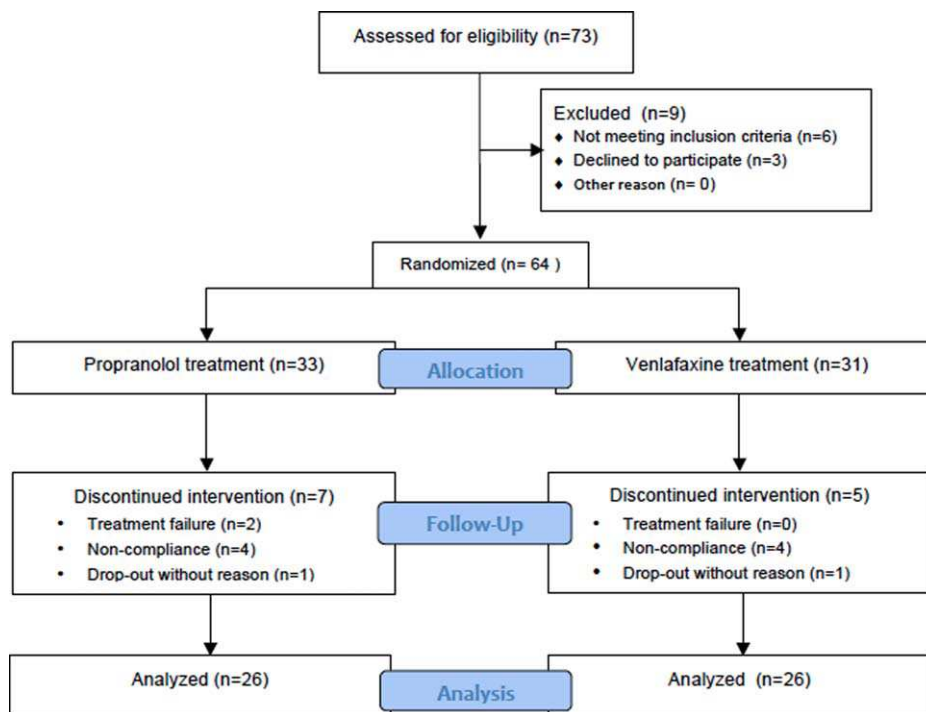 Assessed for eligibility (n=73)
Excluded (n=9)
♦ Not meeting inclusion criteria (n=6)
♦ Declined to participate (n=3)
♦ Other reason (n= 0)
Randomized (n= 64 )
Propranolol treatment (n=33)
Allocation
Venlafaxine treatment (n=31)
Discontinued intervention (n=7)
• Treatment failure (n=2)
• Non-compliance (n=4)
• Drop-out without reason (n=1)
Follow-Up
Discontinued intervention (n=5)
• Treatment failure (n=0)
• Non-compliance (n=4)
• Drop-out without reason (n=1)
Analyzed (n=26)
Analysis
Analyzed (n=26)